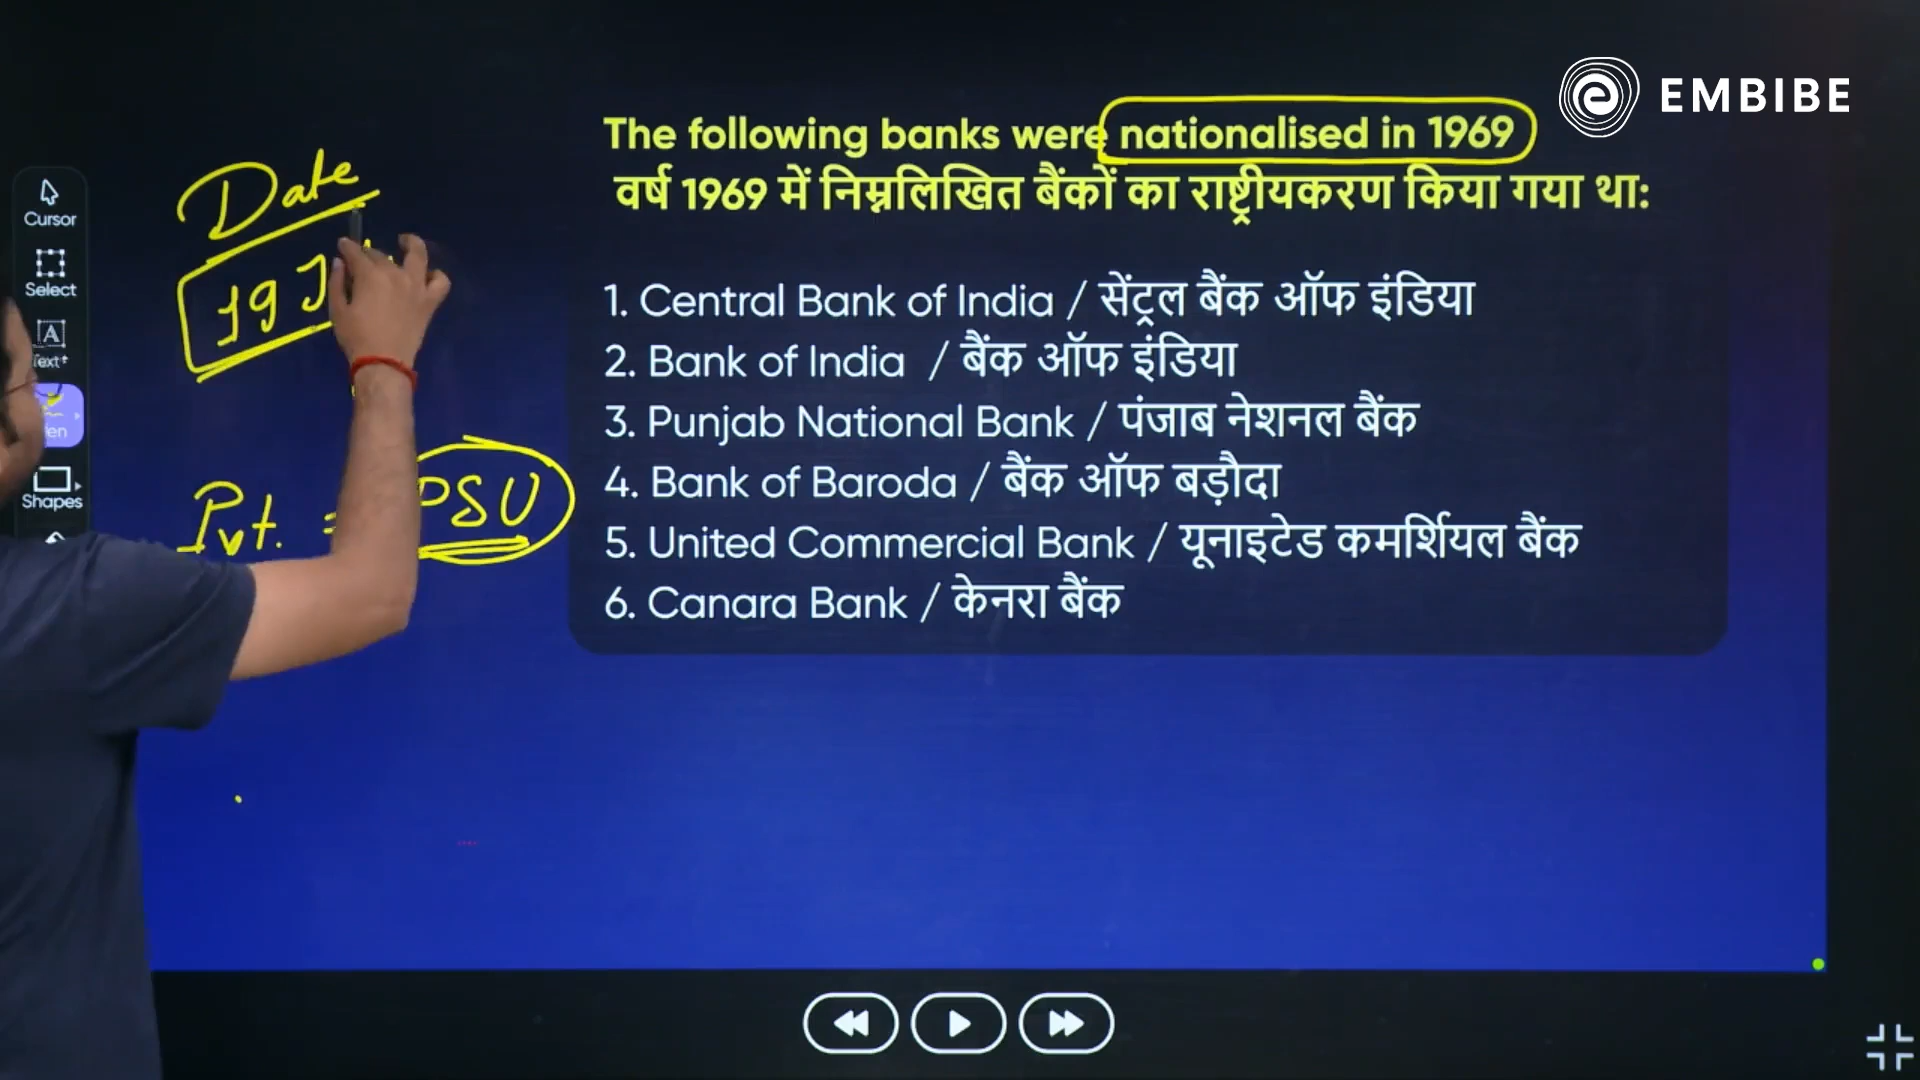 EMBIBE
The following banks were nationalised in 1969
वर्ष 1969 में निम्नलिखित बैंकों का राष्ट्रीयकरण किया गया था:
1. Central Bank of India / सेंट्रल बैंक ऑफ इंडिया
2. Bank of India / बैंक ऑफ इंडिया
3. Punjab National Bank / पंजाब नेशनल बैंक
4. Bank of Baroda / बैंक ऑफ बड़ौदा
5. United Commercial Bank / यूनाइटेड कमर्शियल बैंक
6. Canara Bank / केनरा बैंक
Date
19
Pvt. =
PSU
Cursor
Select
Text
Shapes